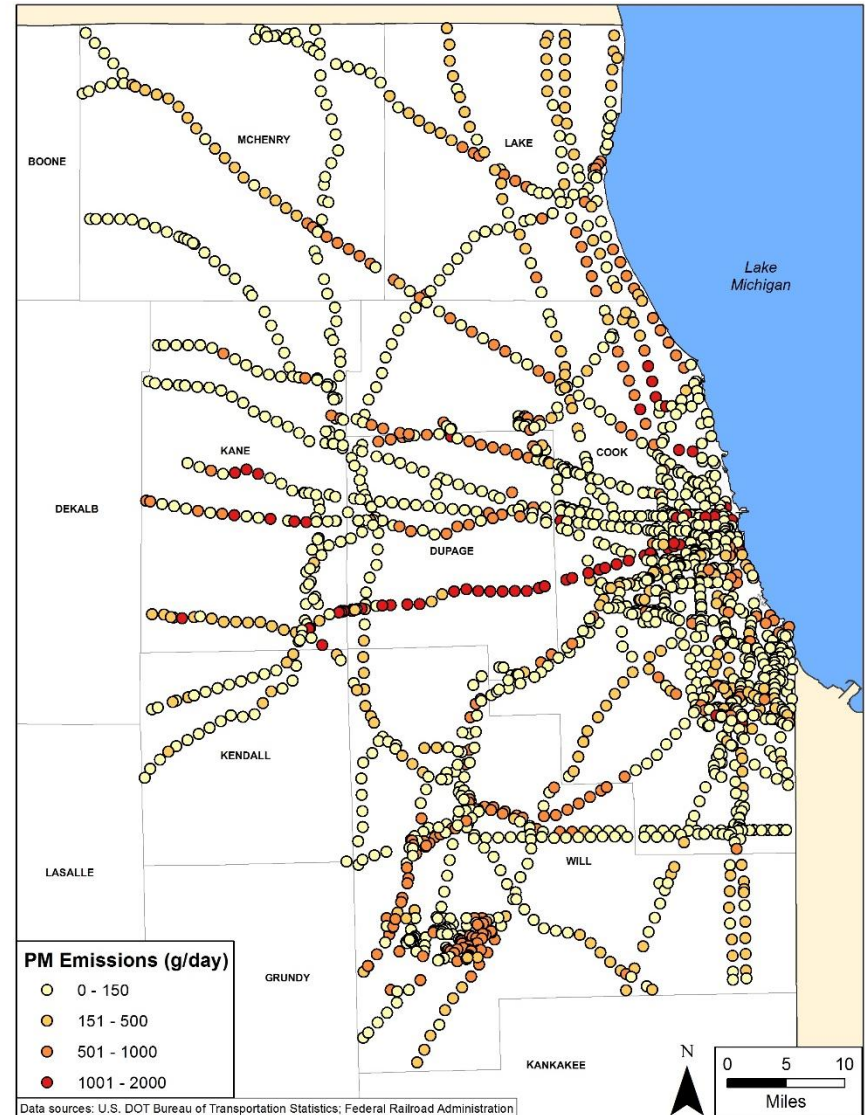 BOONE
MCHENRY
LAKE
Lake
Michigan
KANE
COOK
DEKALB
DUPAGE
KENDALL
LASALLE
WILL
GRUNDY
KANKAKEE
PM Emissions (g/day)
0 - 150
151 - 500
501 - 1000
1001 - 2000
N
0 5 10
Miles
Data sources: U.S. DOT Bureau of Transportation Statistics; Federal Railroad Administration